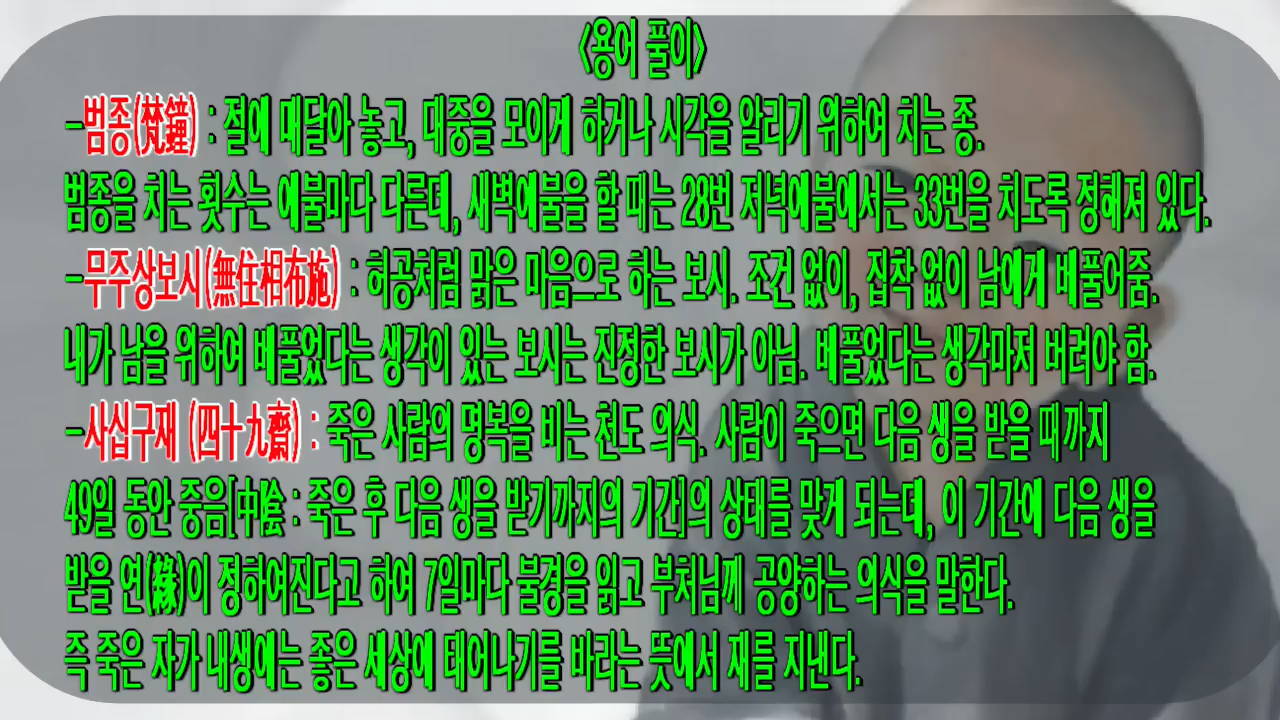 <용어 풀이>
-범종(梵鐘) : 절에 매달아 놓고, 대중을 모이게 하거나 시각을 알리기 위하여 치는 종.
범종을 치는 횟수는 예불마다 다른데, 새벽예불을 할 때는 28번 저녁예불에서는 33번을 치도록 정해져 있다.
-무주상보시(無住相布施) : 허공처럼 맑은 마음으로 하는 보시. 조건 없이, 집착 없이 남에게 베풀어줌.
내가 남을 위하여 베풀었다는 생각이 있는 보시는 진정한 보시가 아님. 베풀었다는 생각마저 버려야 함.
-사십구재 (四十九齋) : 죽은 사람의 명복을 비는 천도 의식. 사람이 죽으면 다음 생을 받을 때까지
49일 동안 중음[中陰 : 죽은 후 다음 생을 받기까지의 기간]의 상태를 맞게 되는데, 이 기간에 다음 생을
받을 연(緣)이 정하여진다고 하여 7일마다 불경을 읽고 부처님께 공양하는 의식을 말한다.
즉 죽은 자가 내생에는 좋은 세상에 태어나기를 바라는 뜻에서 재를 지낸다.